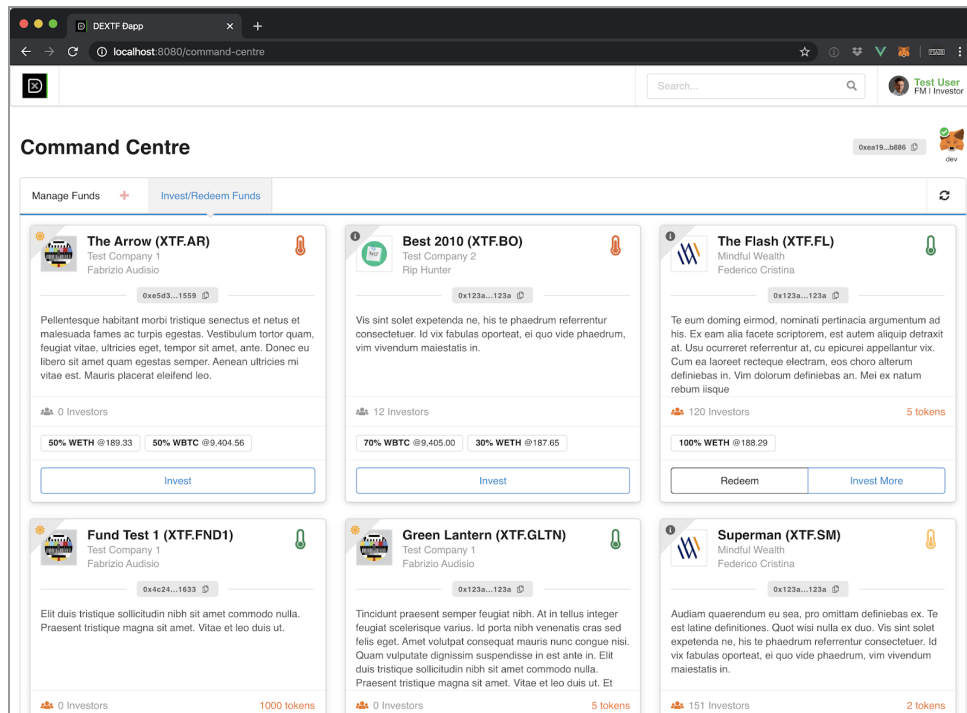 DEXTF Đapp
localhost:8080/command-centre
Search...
Test User
FM | Investor
Command Centre
0xea19...b886
dev
Manage Funds
Invest/Redeem Funds
The Arrow (XTF.AR)
Test Company 1
Fabrizio Audisio
0xe5d3...1559
Pellentesque habitant morbi tristique senectus et netus et
malesuada fames ac turpis egestas. Vestibulum tortor quam,
feugiat vitae, ultricies eget, tempor sit amet, ante. Donec eu
libero sit amet quam egestas semper. Aenean ultricies mi
vitae est. Mauris placerat eleifend leo.
0 Investors
50% WETH @189.33 50% WBTC @9,404.56
Invest
Best 2010 (XTF.BO)
Test Company 2
Rip Hunter
0x123a...123a
Vis sint solet expetenda ne, his te phaedrum referrentur
consectetuer. Id vix fabulas oporteat, ei quo vide phaedrum,
vim vivendum maiestatis in.
12 Investors
70% WBTC @9,405.00 30% WETH @187.65
Invest
The Flash (XTF.FL)
Mindful Wealth
Federico Cristina
0x123a...123a
Te eum doming eirmod, nominati pertinacia argumentum ad
his. Ex eam alia facete scriptorem, est autem aliquip detraxit
at. Usu ocurreret referrentur at, cu epicurei appellantur vix.
Cum ea laoreet recteque electram, eos choro alterum
definiebas in. Vim dolorum definiebas an. Mei ex natum
rebum iisque
120 Investors 5 tokens
100% WETH @188.29
Redeem Invest More
Fund Test 1 (XTF.FND1)
Test Company 1
Fabrizio Audisio
0x4c24...1633
Elit duis tristique sollicitudin nibh sit amet commodo nulla.
Praesent tristique magna sit amet. Vitae et leo duis ut.
0 Investors 1000 tokens
Green Lantern (XTF.GLTN)
Test Company 1
Fabrizio Audisio
0x123a...123a
Tincidunt praesent semper feugiat nibh. At in tellus integer
feugiat scelerisque varius. Id porta nibh venenatis cras sed
felis eget. Amet volutpat consequat mauris nunc congue nisi.
Quam vulputate dignissim suspendisse in est ante in. Elit
duis tristique sollicitudin nibh sit amet commodo nulla.
Praesent tristique magna sit amet. Vitae et leo duis ut. Et
0 Investors 5 tokens
Superman (XTF.SM)
Mindful Wealth
Federico Cristina
0x123a...123a
Audiam quaerendum eu sea, pro omittam definiebas ex. Te
est latine definitiones. Quot wisi nulla ex duo. Vis sint solet
expetenda ne, his te phaedrum referrentur consectetuer. Id
vix fabulas oporteat, ei quo vide phaedrum, vim vivendum
maiestatis in.
151 Investors 2 tokens